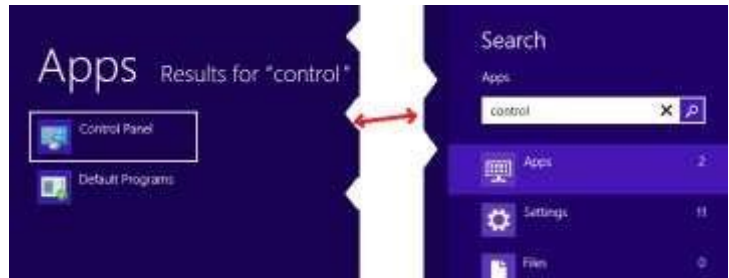 Apps Results for "control"
Control Panel
Default Programs
Search
Apps
control
Apps 2
Settings 11
Files 0